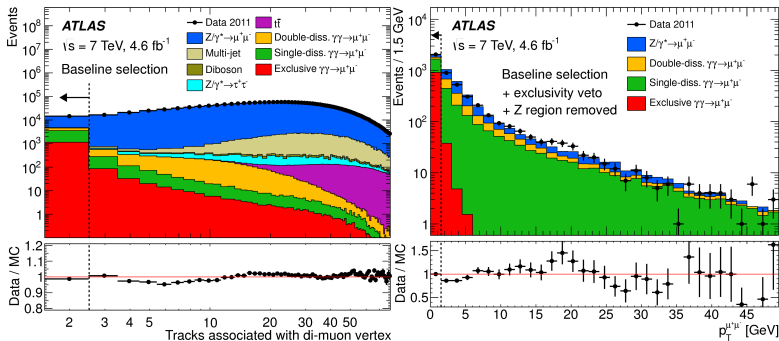 Events
10⁸
10⁷
10⁶
10⁵
10⁴
10³
10²
10
1
ATLAS
√s = 7 TeV, 4.6 fb⁻¹
Baseline selection
Data 2011
Z/γ*→μ⁺μ⁻
Multi-jet
Diboson
Z/γ*→τ⁺τ⁻
tt̄
Double-diss. γγ→μ⁺μ⁻
Single-diss. γγ→μ⁺μ⁻
Exclusive γγ→μ⁺μ⁻
Data / MC
1.2
1.1
1
0.9
0.8
2 3 4 5 10 20 30 40 50
Tracks associated with di-muon vertex
Events / 1.5 GeV
10⁴
10³
10²
10
1
ATLAS
√s = 7 TeV, 4.6 fb⁻¹
Baseline selection
+ exclusivity veto
+ Z region removed
Data 2011
Z/γ*→μ⁺μ⁻
Double-diss. γγ→μ⁺μ⁻
Single-diss. γγ→μ⁺μ⁻
Exclusive γγ→μ⁺μ⁻
Data / MC
1.5
1.0
0.5
0 5 10 15 20 25 30 35 40 45
p_T^μ⁺μ⁻ [GeV]